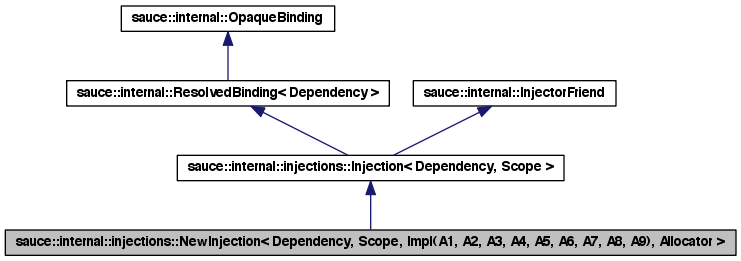 sauce::internal::OpaqueBinding
sauce::internal::ResolvedBinding< Dependency >
sauce::internal::InjectorFriend
sauce::internal::injections::Injection< Dependency, Scope >
sauce::internal::injections::NewInjection< Dependency, Scope, Impl(A1, A2, A3, A4, A5, A6, A7, A8, A9), Allocator >